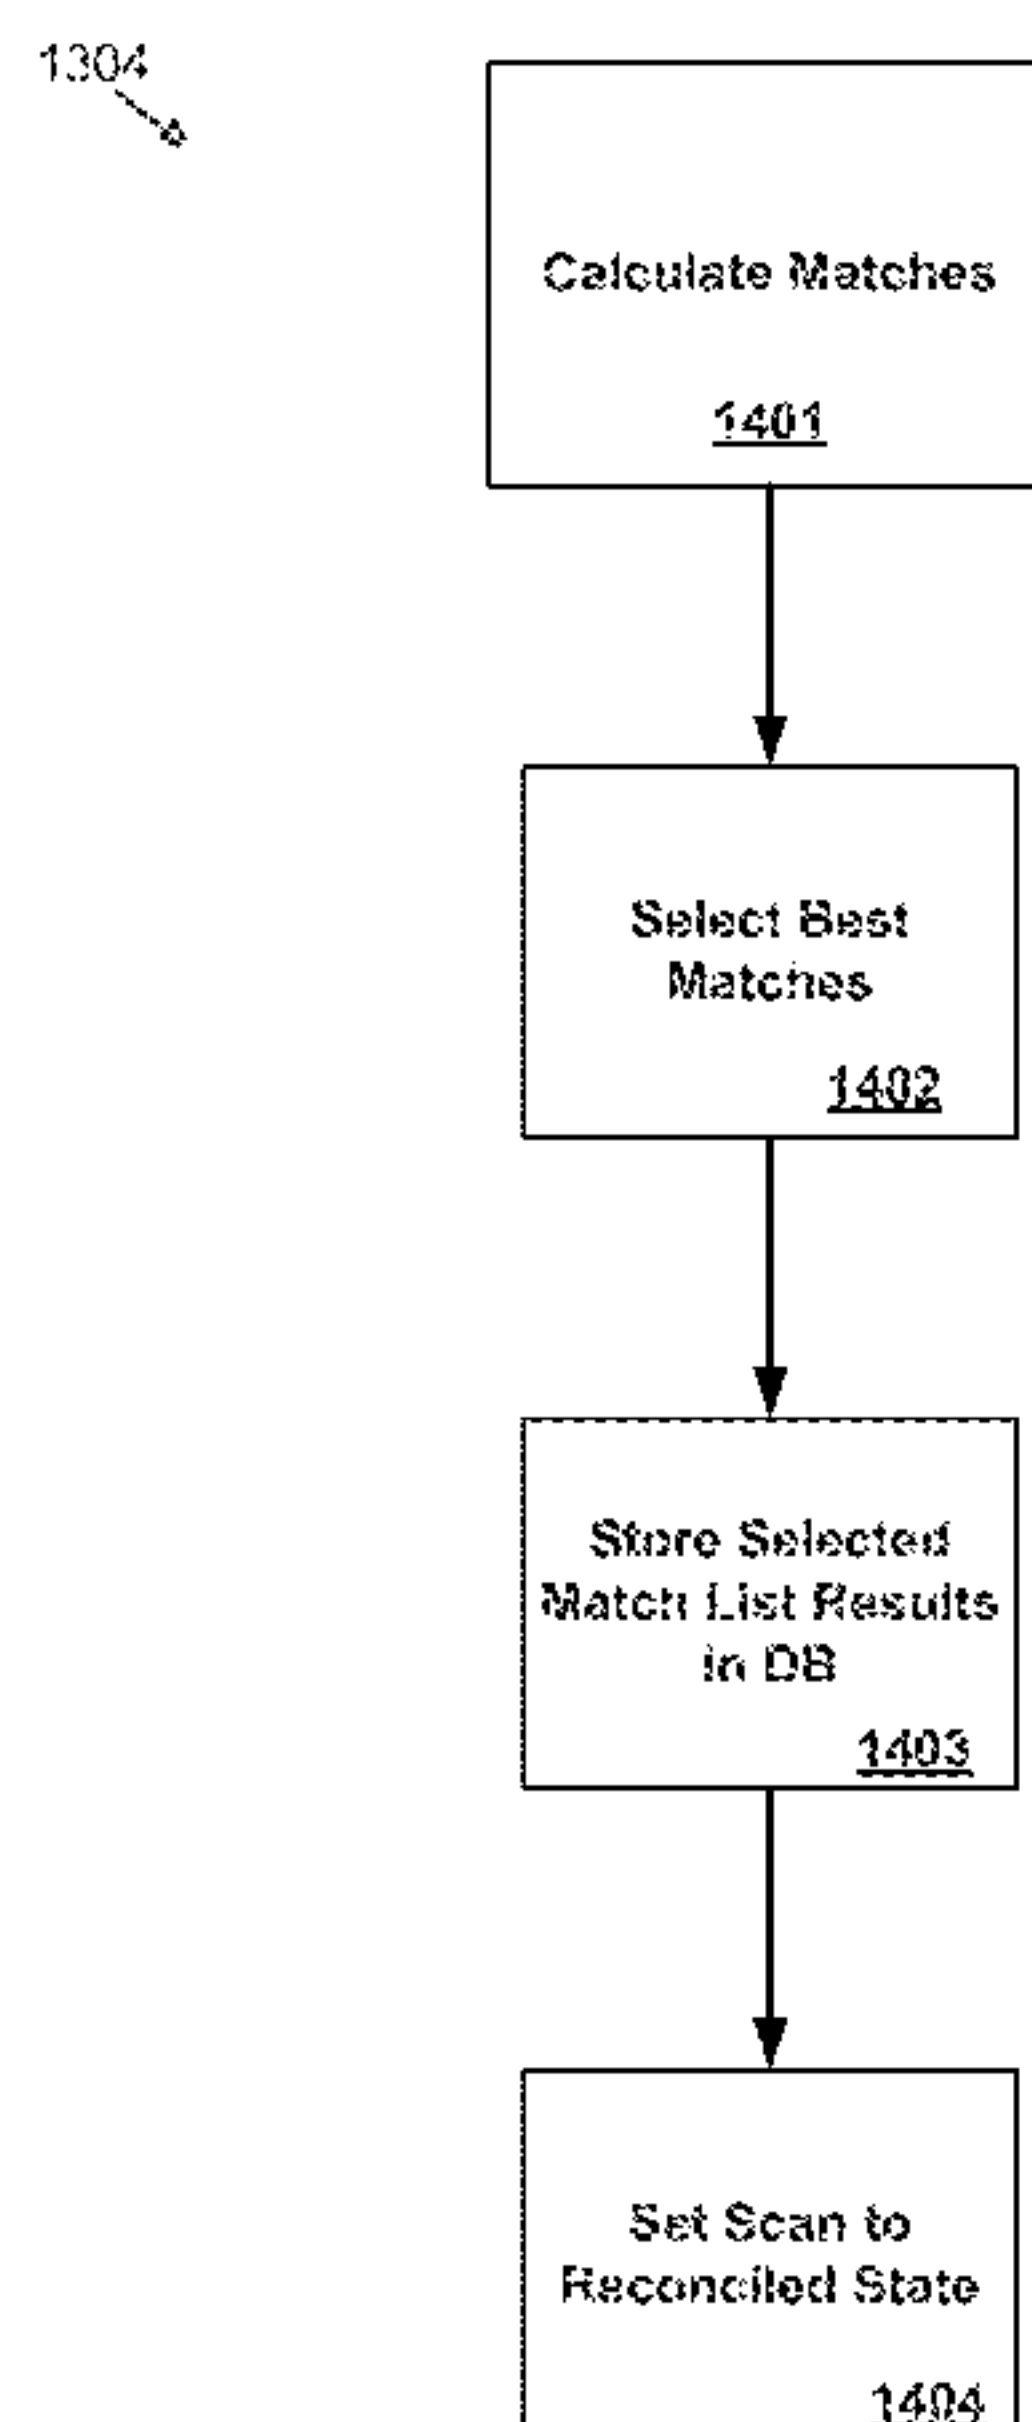 1304
Calculate Matches
1401
Select Best
Matches
1402
Store Selected
Match List Results
in DB
1403
Set Scan to
Reconciled State
1404